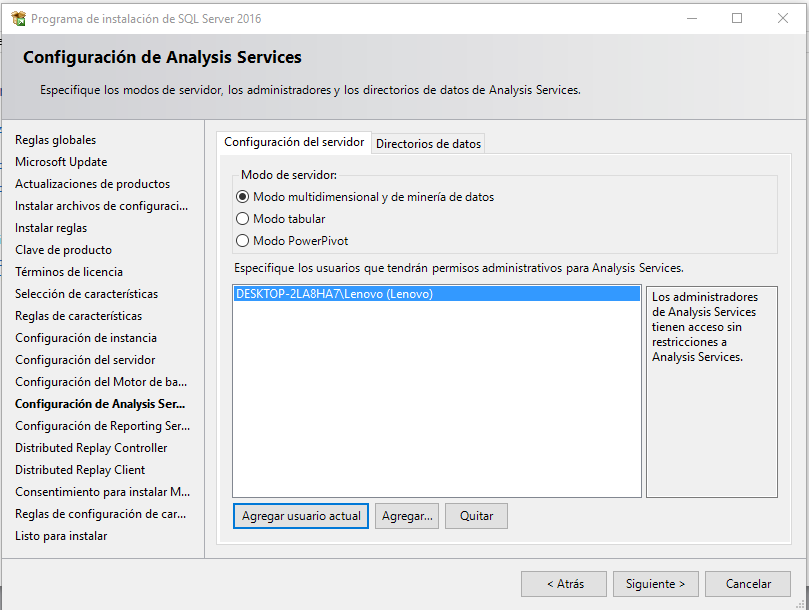 Programa de instalación de SQL Server 2016
Configuración de Analysis Services
Especifique los modos de servidor, los administradores y los directorios de datos de Analysis Services.
Reglas globales
Microsoft Update
Actualizaciones de productos
Instalar archivos de configuraci...
Instalar reglas
Clave de producto
Términos de licencia
Selección de características
Reglas de características
Configuración de instancia
Configuración del servidor
Configuración del Motor de ba...
Configuración de Analysis Ser...
Configuración de Reporting Ser...
Distributed Replay Controller
Distributed Replay Client
Consentimiento para instalar M...
Reglas de configuración de car...
Listo para instalar
Configuración del servidor
Directorios de datos
Modo de servidor:
Modo multidimensional y de minería de datos
Modo tabular
Modo PowerPivot
Especifique los usuarios que tendrán permisos administrativos para Analysis Services.
DESKTOP-2LA8HA7\Lenovo (Lenovo)
Los administradores
de Analysis Services
tienen acceso sin
restricciones a
Analysis Services.
Agregar usuario actual
Agregar...
Quitar
< Atrás
Siguiente >
Cancelar